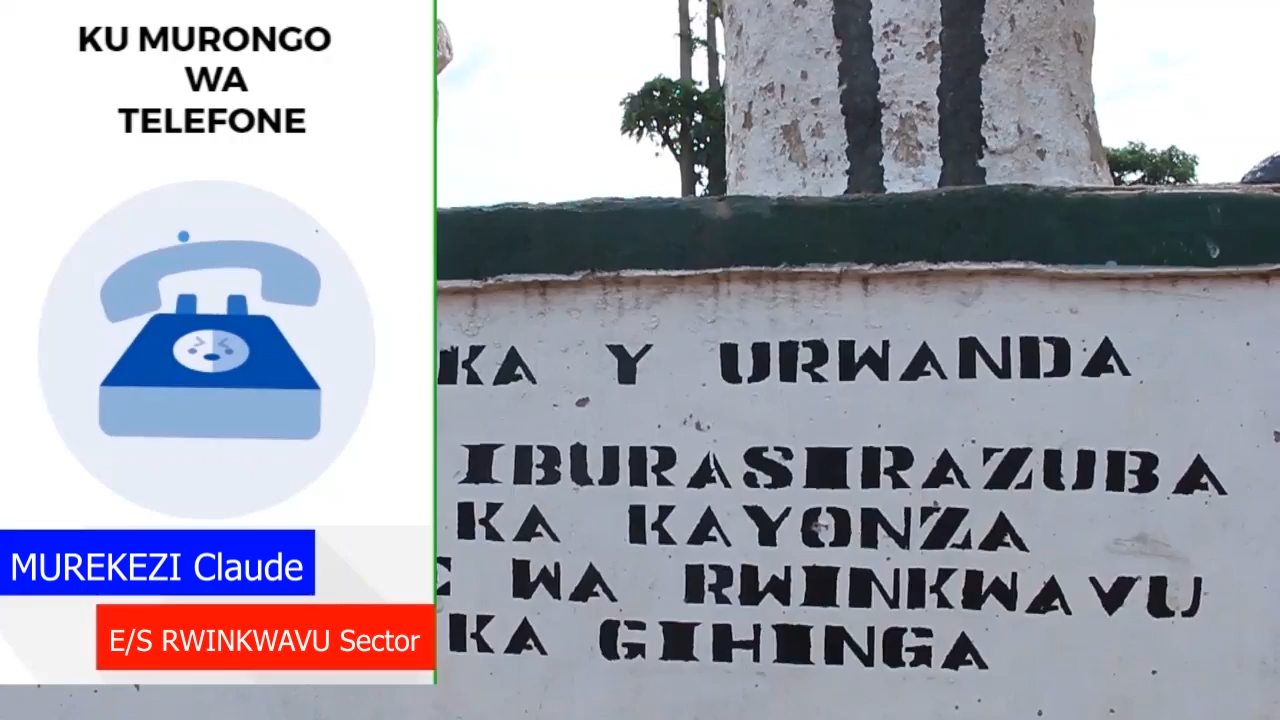 KU MURONGO
WA
TELEFONE
MUREKEZI Claude
E/S RWINKWAVU Sector
KA Y URWANDA
IBURASIRAZUBA
KA KAYONZA
WA RWINKWAVU
KA GIHINGA